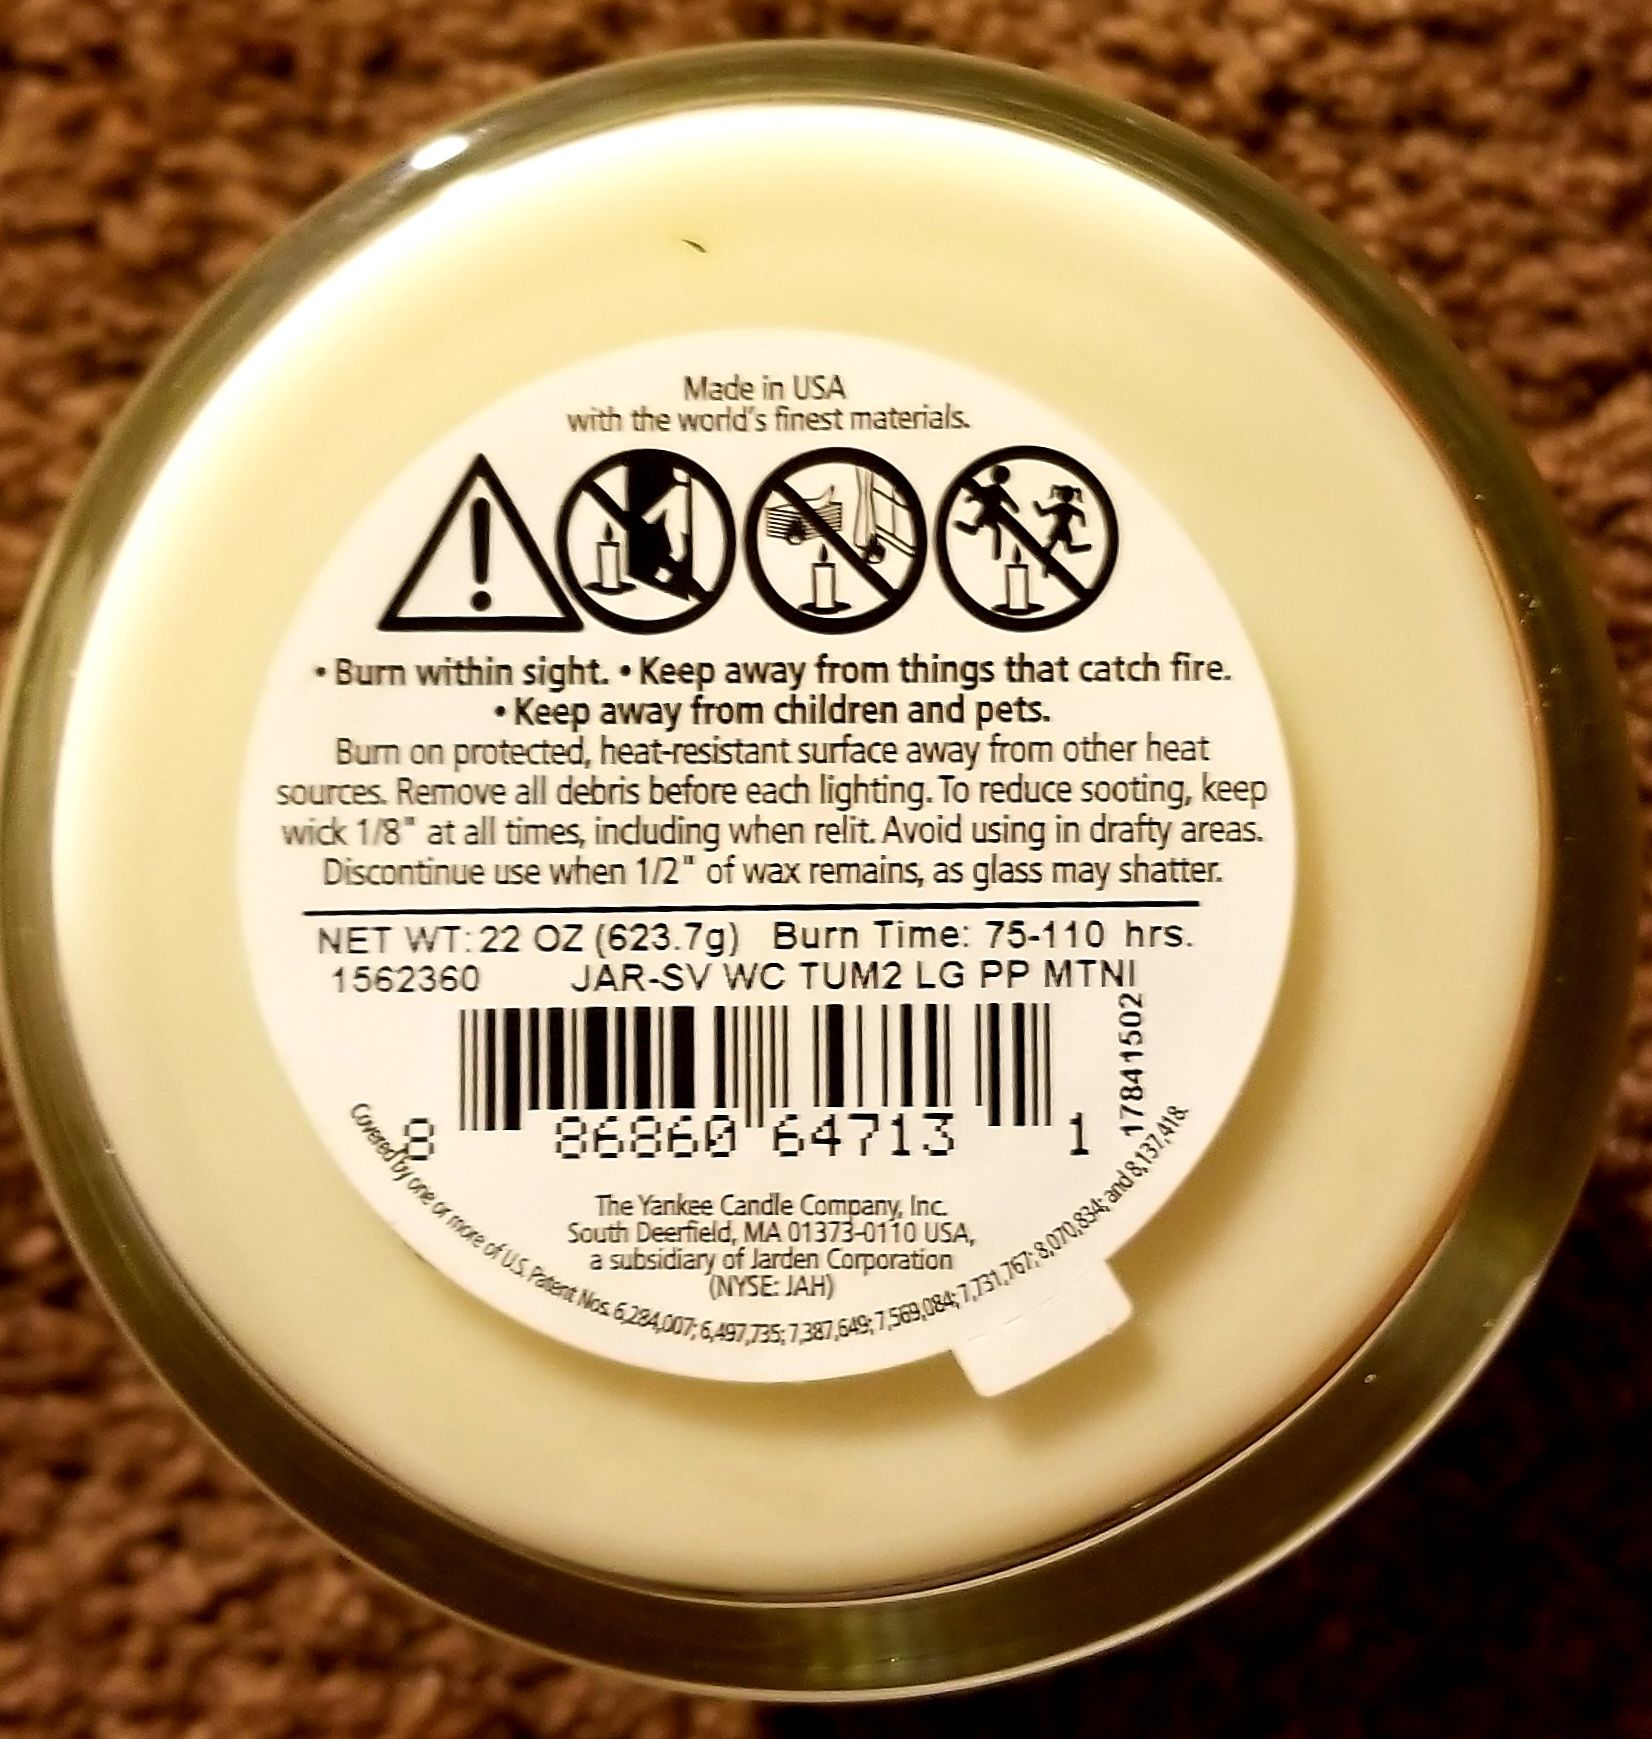 Made in USA
with the world's finest materials.
• Burn within sight. • Keep away from things that catch fire.
• Keep away from children and pets.
Burn on protected, heat-resistant surface away from other heat
sources. Remove all debris before each lighting. To reduce sooting, keep
wick 1/8" at all times, including when relit. Avoid using in drafty areas.
Discontinue use when 1/2" of wax remains, as glass may shatter.
NET WT: 22 OZ (623.7g) Burn Time: 75-110 hrs.
1562360 JAR-SV WC TUM2 LG PP MTNI
17841502
8 86860 64713 1
The Yankee Candle Company, Inc.
South Deerfield, MA 01373-0110 USA,
a subsidiary of Jarden Corporation
(NYSE: JAH)
Covered by one or more of U.S. Patent Nos. 6,284,007; 6,497,735; 7,387,649; 7,569,084; 7,731,767; 8,070,834; and 8,137,418.